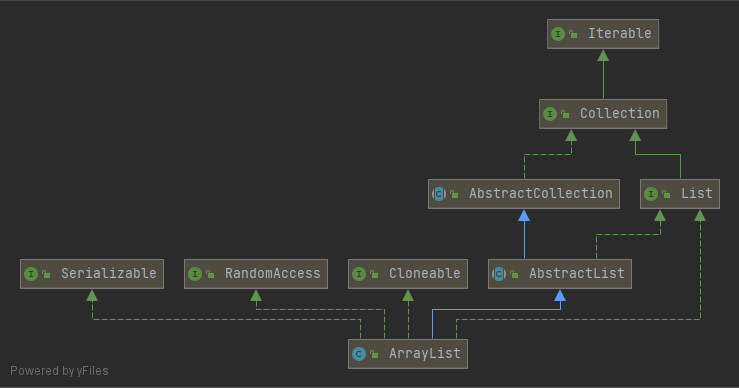 Iterable
Collection
AbstractCollection
List
Serializable
RandomAccess
Cloneable
AbstractList
ArrayList
Powered by yFiles